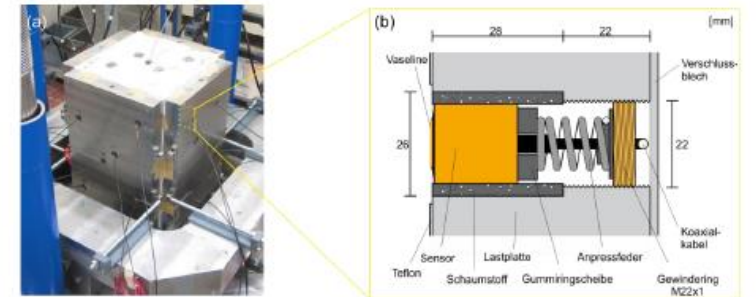 (a)
(b)
[mm]
28
22
Vaseline
Verschluss-
blech
26
22
Sensor
Lastplatte
Anpressfeder
Koaxial-
kabel
Teflon
Schaumstoff
Gummiringscheibe
Gewindering
M22x1